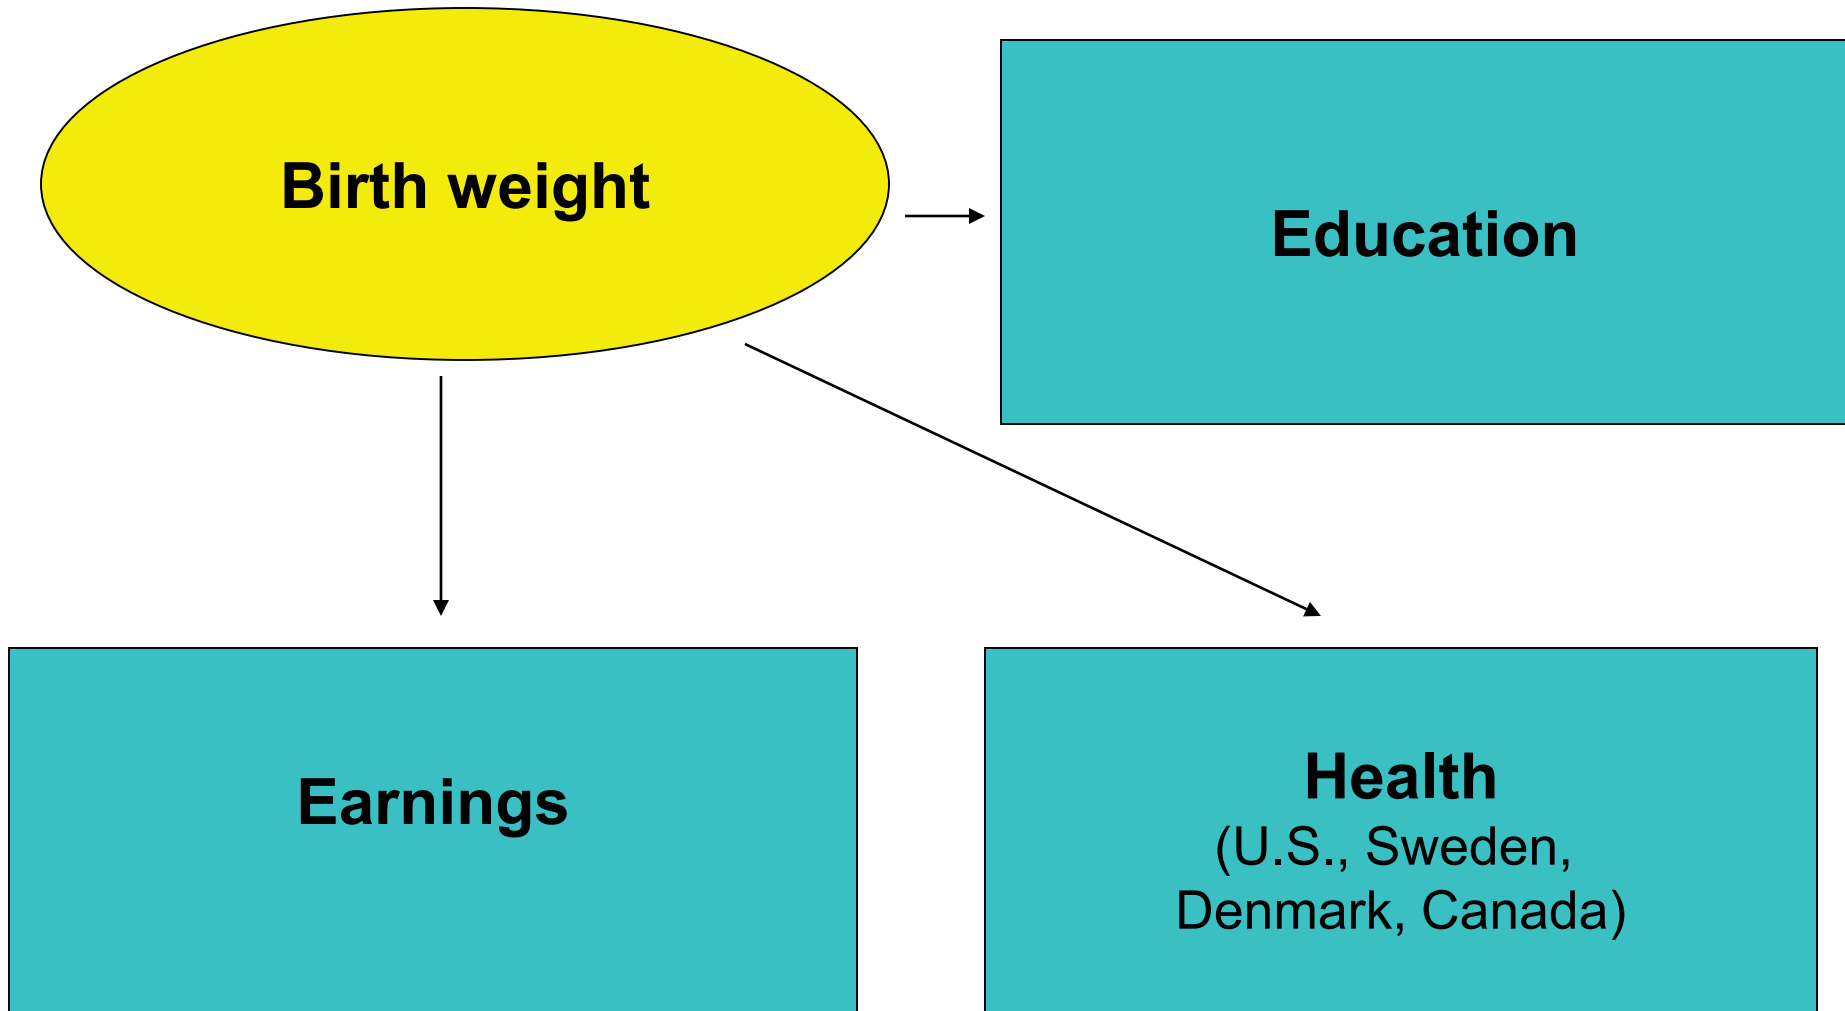 Birth weight
Education
Earnings
Health
(U.S., Sweden,
Denmark, Canada)